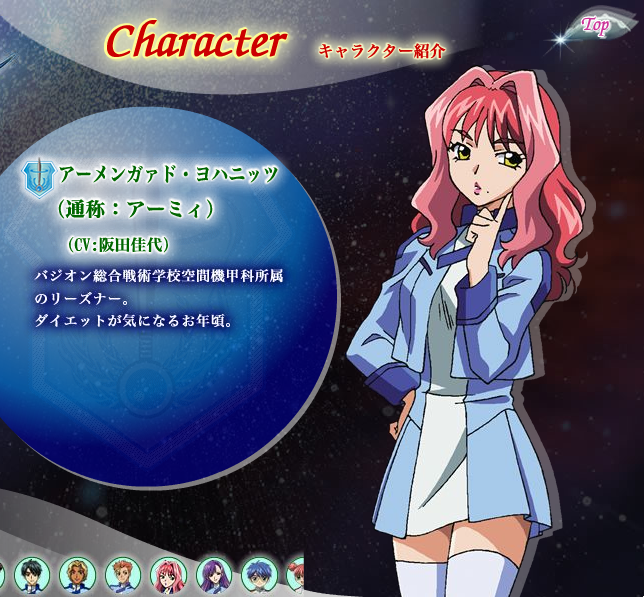 Character キャラクター紹介
Top
アーメンガァド・ヨハニッツ
（通称：アーミィ）
（CV:阪田佳代）
バジオン総合戦術学校空間機甲科所属
のリーズナー。
ダイエットが気になるお年頃。